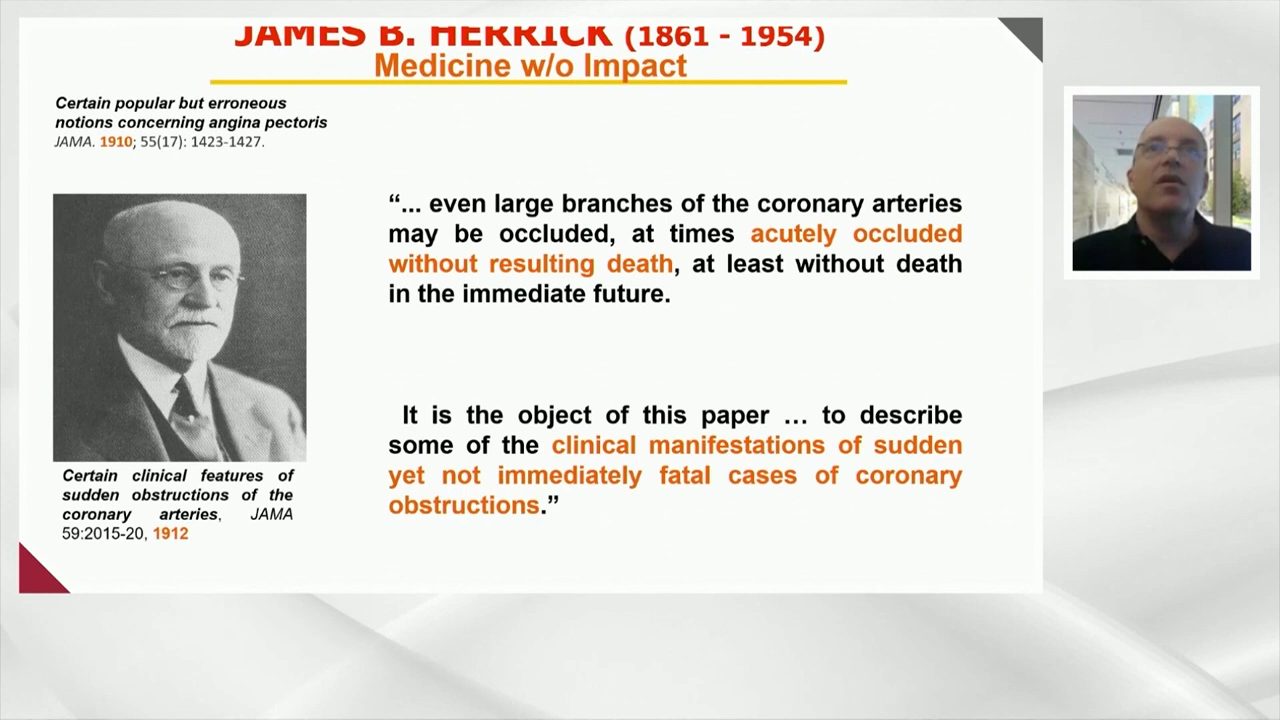 JAMES B. HERRICK (1861 - 1954)
Medicine w/o Impact
Certain popular but erroneous
notions concerning angina pectoris
JAMA. 1910; 55(17): 1423-1427.
“... even large branches of the coronary arteries
may be occluded, at times acutely occluded
without resulting death, at least without death
in the immediate future.
It is the object of this paper … to describe
some of the clinical manifestations of sudden
yet not immediately fatal cases of coronary
obstructions.”
Certain clinical features of
sudden obstructions of the
coronary arteries, JAMA
59:2015-20, 1912